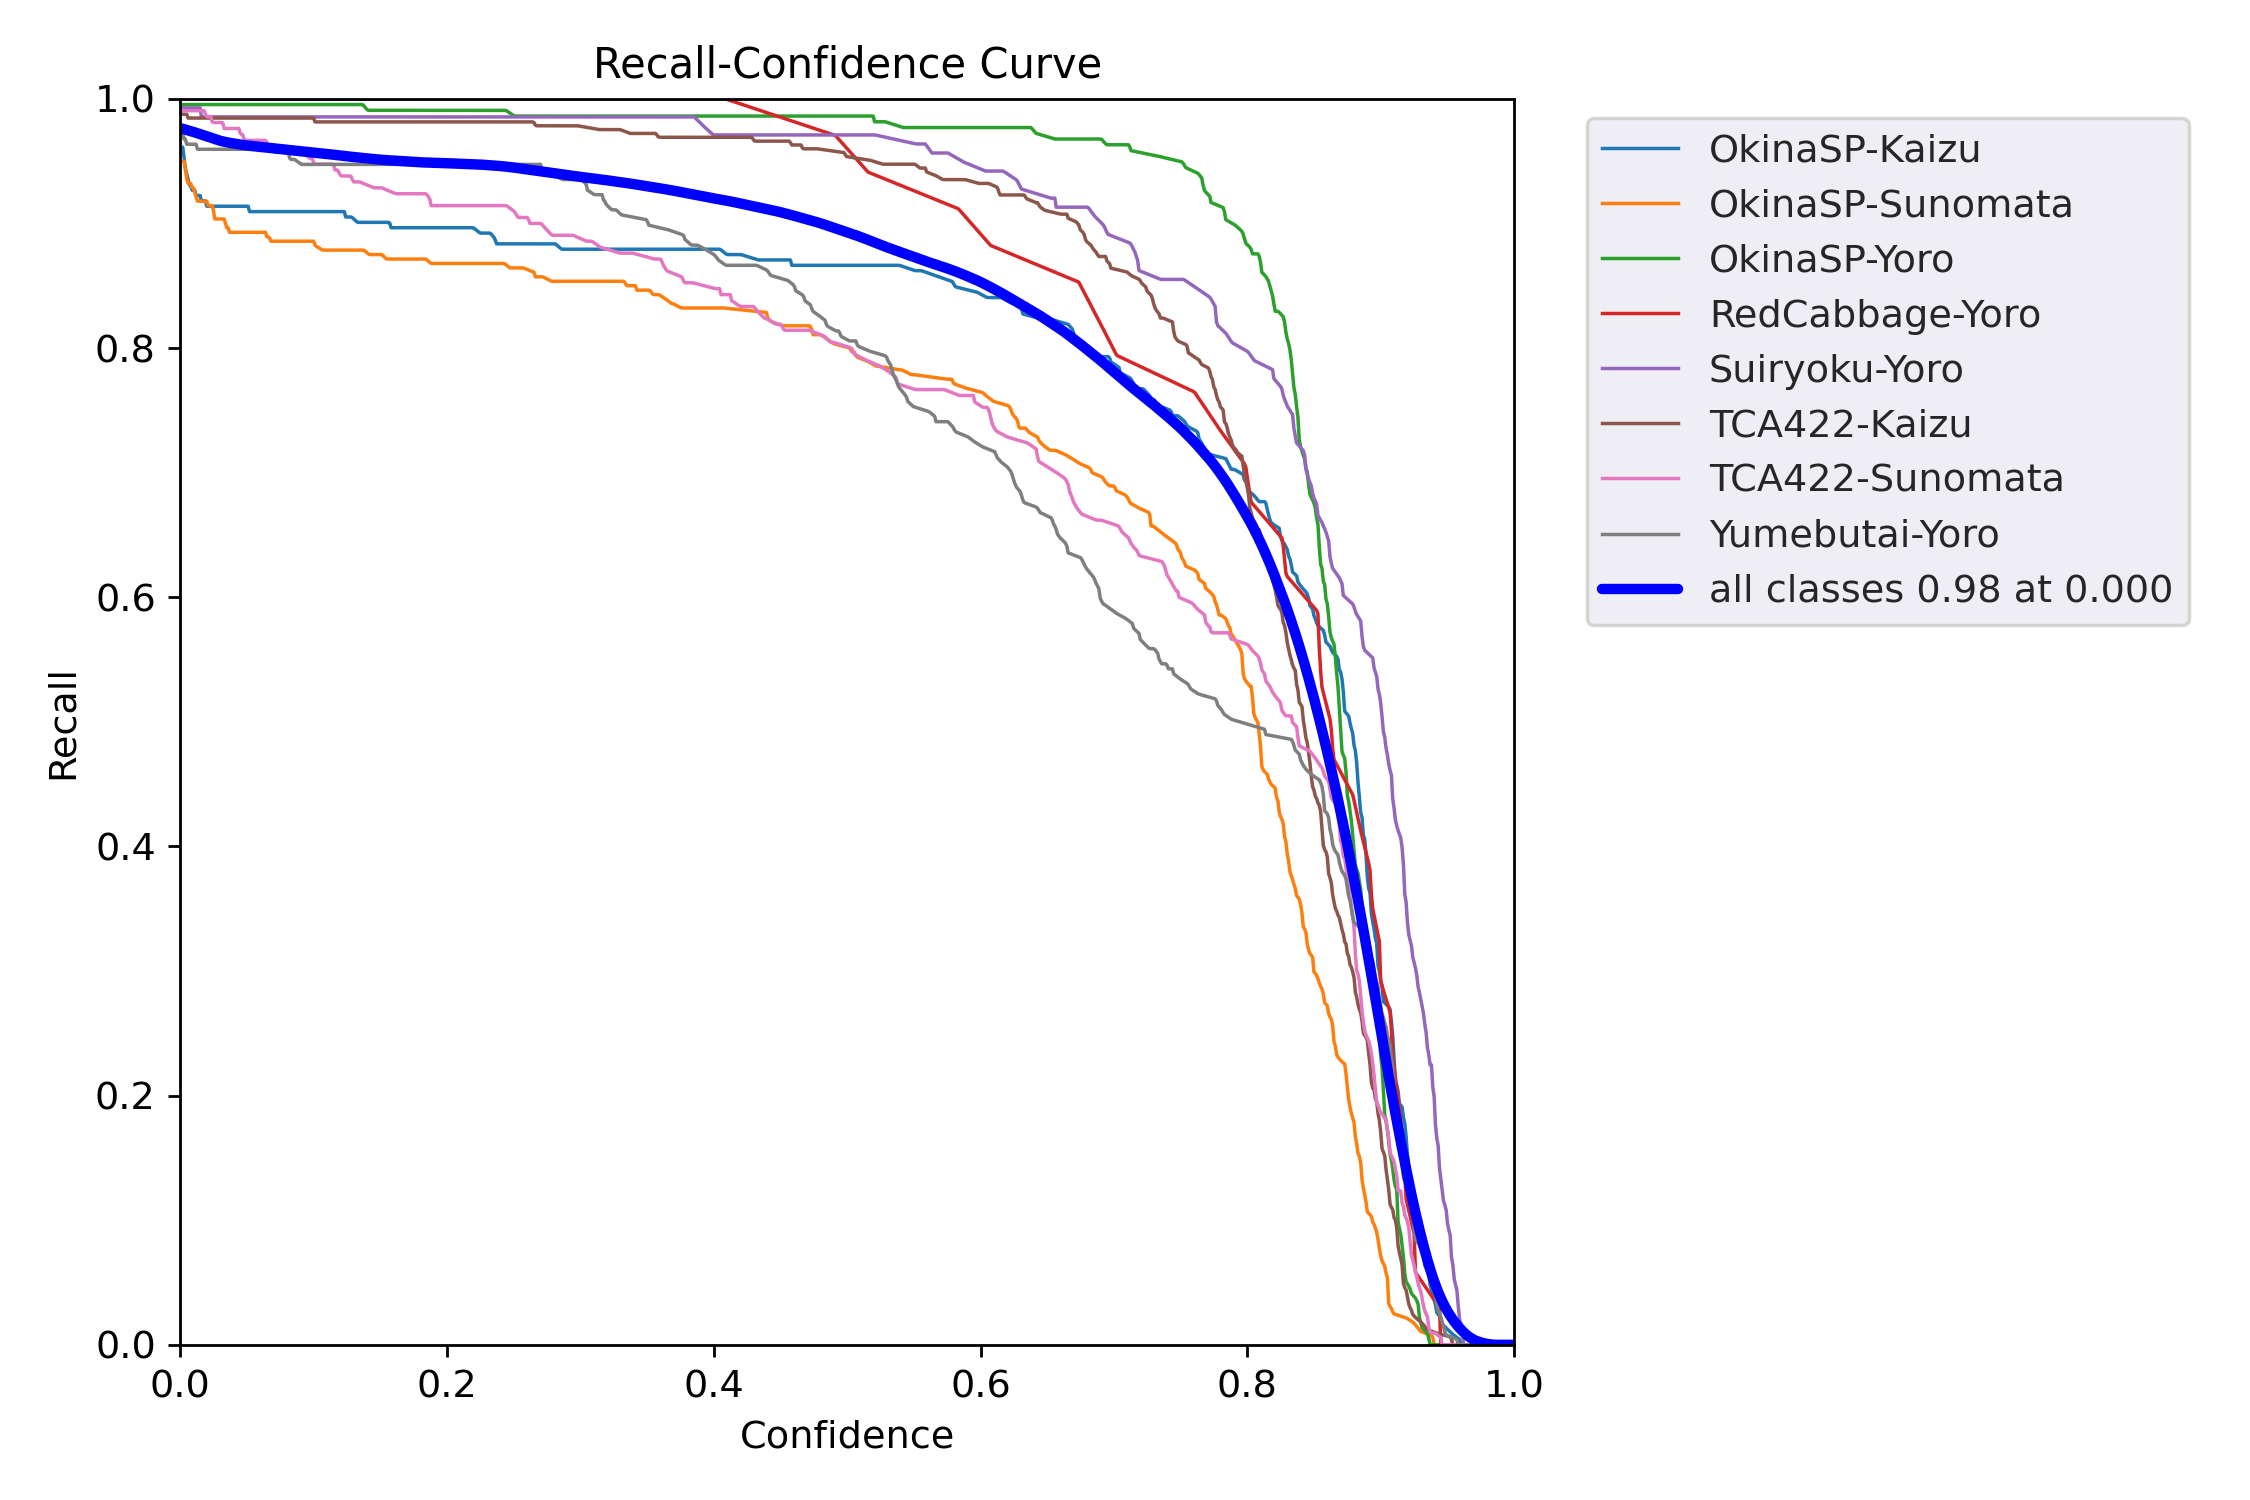 Recall-Confidence Curve
1.0
0.8
0.6
0.4
0.2
0.0
Recall
0.0 0.2 0.4 0.6 0.8 1.0
Confidence
OkinaSP-Kaizu
OkinaSP-Sunomata
OkinaSP-Yoro
RedCabbage-Yoro
Suiryoku-Yoro
TCA422-Kaizu
TCA422-Sunomata
Yumebutai-Yoro
all classes 0.98 at 0.000